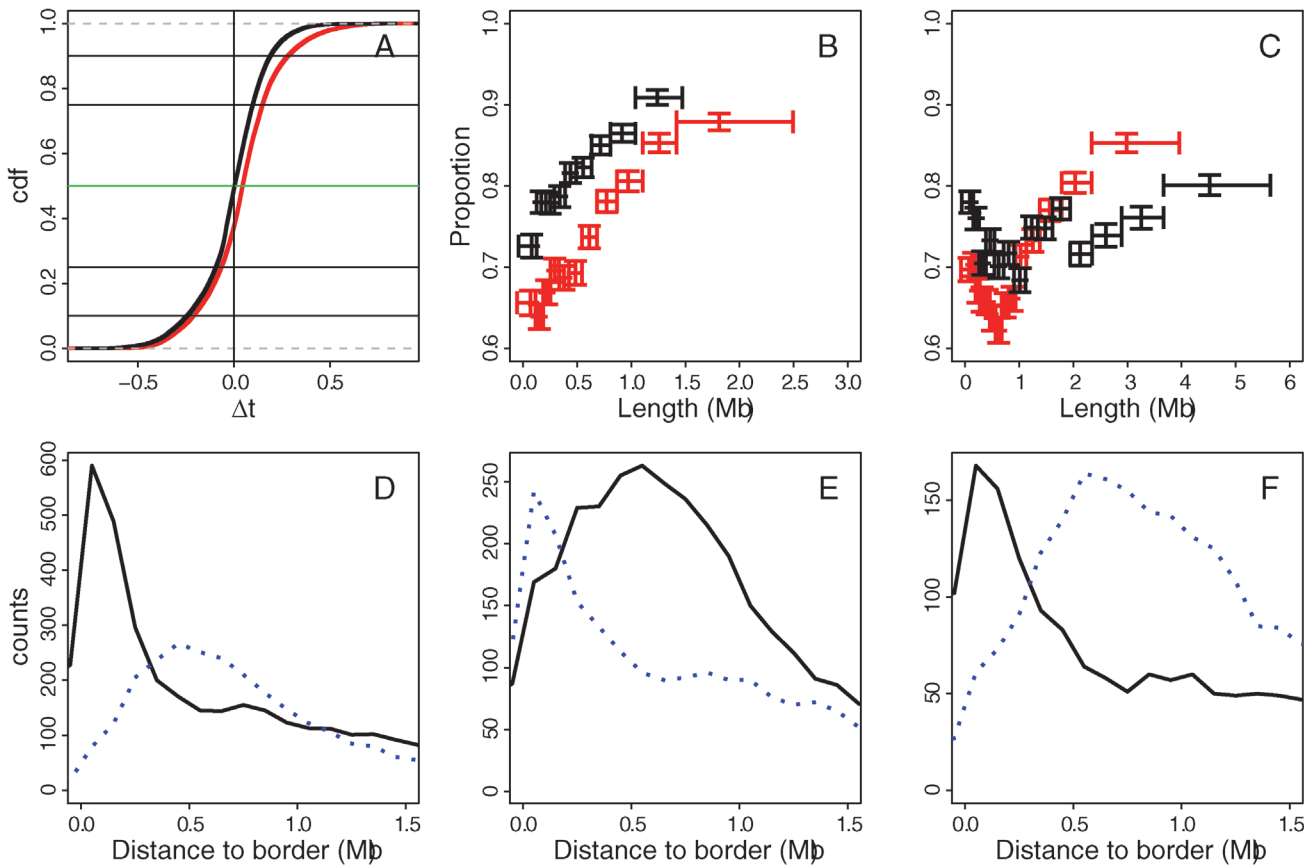 A
cdf
0.0 0.2 0.4 0.6 0.8 1.0
−0.5 0.0 0.5
Δt
B
Proportion
0.6 0.7 0.8 0.9 1.0
0.0 0.5 1.0 1.5 2.0 2.5 3.0
Length (Mb)
C
0.6 0.7 0.8 0.9 1.0
0 1 2 3 4 5 6
Length (Mb)
D
counts
0 100 200 300 400 500 600
0.0 0.5 1.0 1.5
Distance to border (Mb)
E
0 50 100 150 200 250
0.0 0.5 1.0 1.5
Distance to border (Mb)
F
0 50 100 150
0.0 0.5 1.0 1.5
Distance to border (Mb)